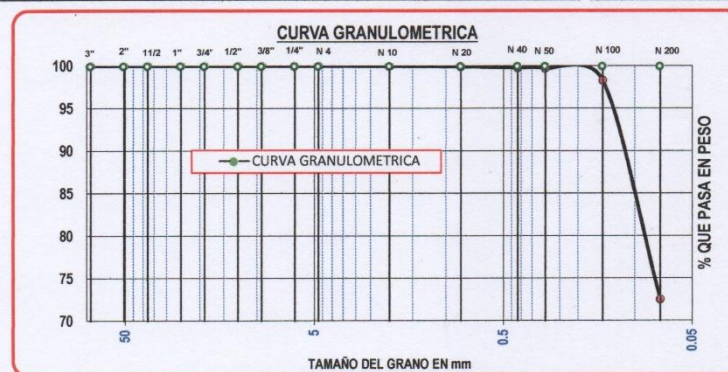 CURVA GRANULOMETRICA
3" 2" 11/2 1" 3/4" 1/2" 3/8" 1/4" N 4 N 10 N 20 N 40 N 50 N 100 N 200
100
95
90
85
80
75
70
CURVA GRANULOMETRICA
% QUE PASA EN PESO
50 5 0.5 0.05
TAMAÑO DEL GRANO EN mm